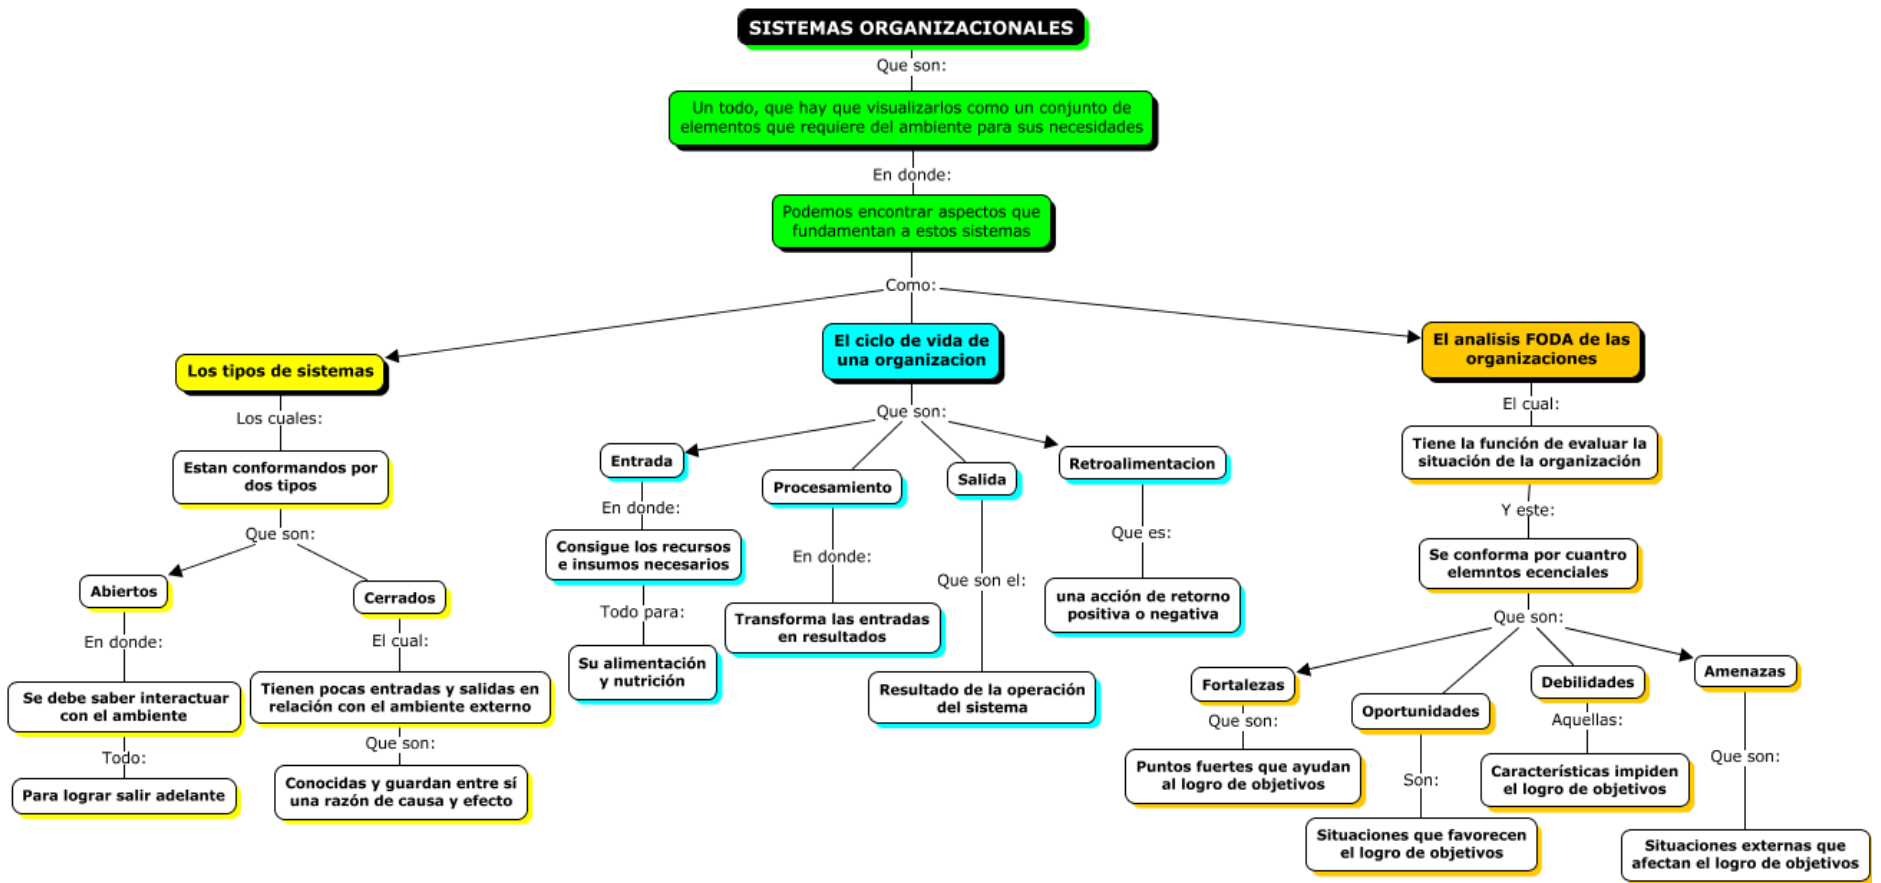 SISTEMAS ORGANIZACIONALES
Que son:
Un todo, que hay que visualizarlos como un conjunto de
elementos que requiere del ambiente para sus necesidades
En donde:
Podemos encontrar aspectos que
fundamentan a estos sistemas
Como:
Los tipos de sistemas
Los cuales:
Estan conformandos por
dos tipos
Que son:
Abiertos
En donde:
Se debe saber interactuar
con el ambiente
Todo:
Para lograr salir adelante
Cerrados
El cual:
Tienen pocas entradas y salidas en
relación con el ambiente externo
Que son:
Conocidas y guardan entre sí
una razón de causa y efecto
El ciclo de vida de
una organizacion
Que son:
Entrada
En donde:
Consigue los recursos
e insumos necesarios
Todo para:
Su alimentación
y nutrición
Procesamiento
En donde:
Transforma las entradas
en resultados
Salida
Que son el:
Resultado de la operación
del sistema
Retroalimentacion
Que es:
una acción de retorno
positiva o negativa
El analisis FODA de las
organizaciones
El cual:
Tiene la función de evaluar la
situación de la organización
Y este:
Se conforma por cuantro
elemntos ecenciales
Que son:
Fortalezas
Que son:
Puntos fuertes que ayudan
al logro de objetivos
Oportunidades
Son:
Situaciones que favorecen
el logro de objetivos
Debilidades
Aquellas:
Características impiden
el logro de objetivos
Amenazas
Que son:
Situaciones externas que
afectan el logro de objetivos